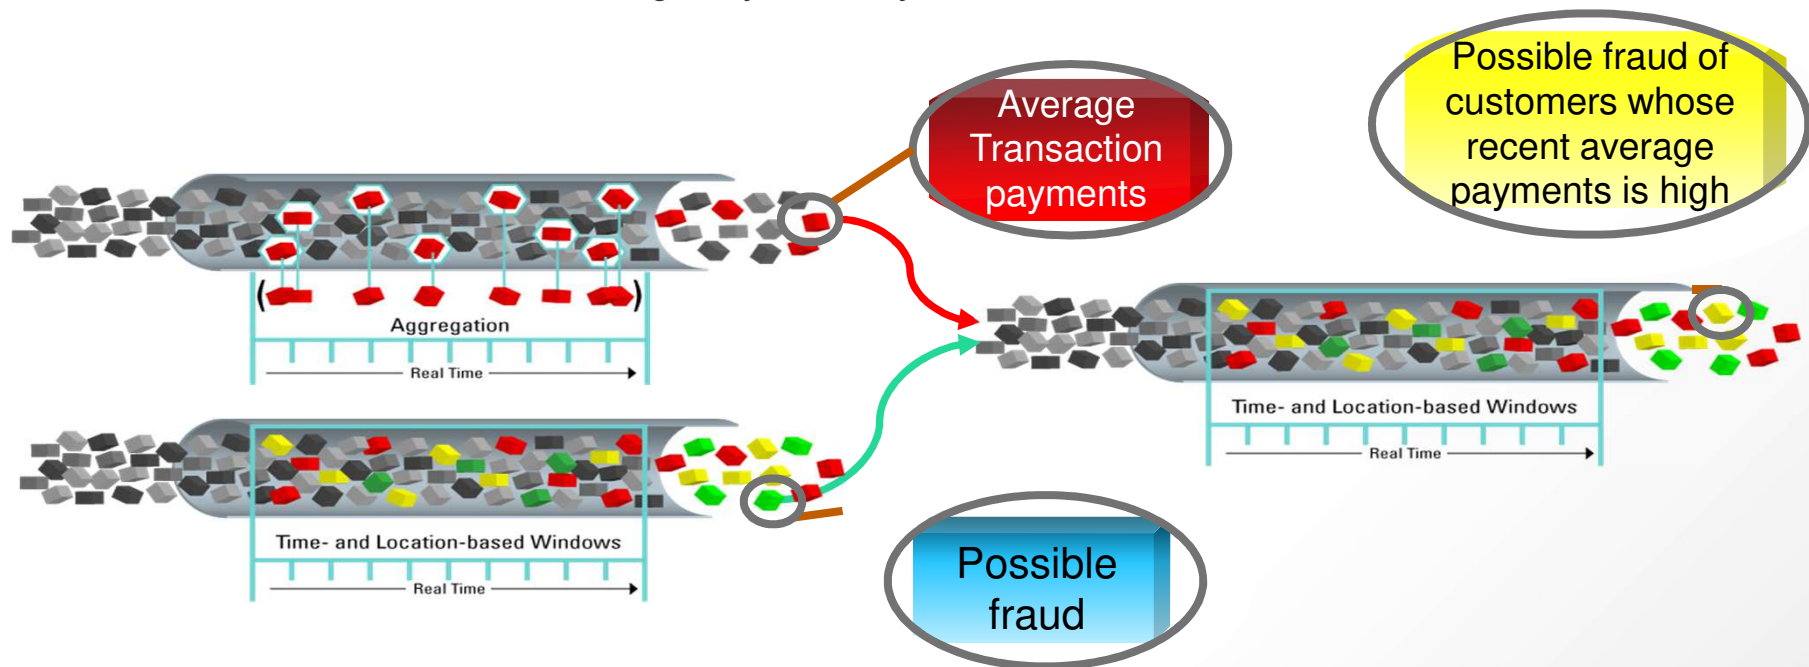 Average
Transaction
payments
Possible fraud of
customers whose
recent average
payments is high
( )
Aggregation
Real Time
Time- and Location-based Windows
Real Time
Time- and Location-based Windows
Real Time
Possible
fraud